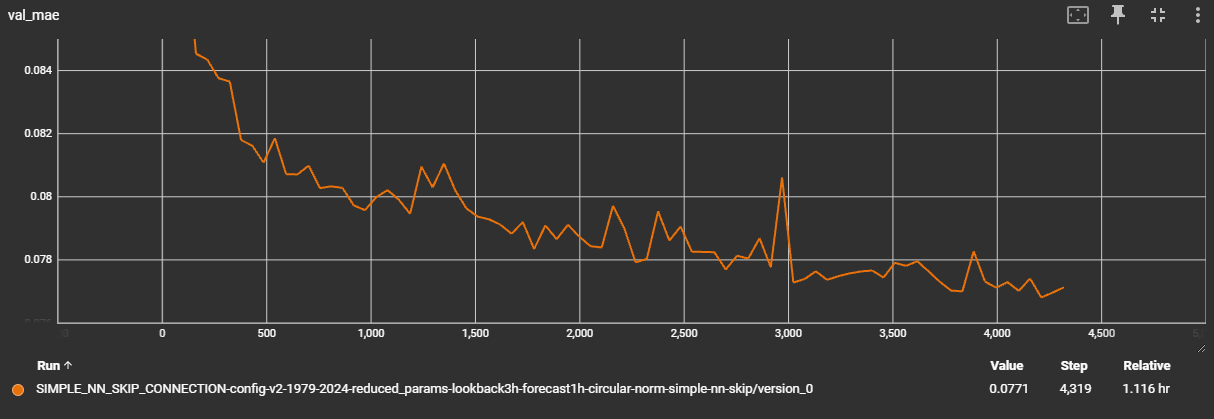 val_mae
0.084
0.082
0.08
0.078
0.076
0 500 1,000 1,500 2,000 2,500 3,000 3,500 4,000 4,500
Run ↑ Value Step Relative
SIMPLE_NN_SKIP_CONNECTION-config-v2-1979-2024-reduced_params-lookback3h-forecast1h-circular-norm-simple-nn-skip/version_0 0.0771 4,319 1.116 hr